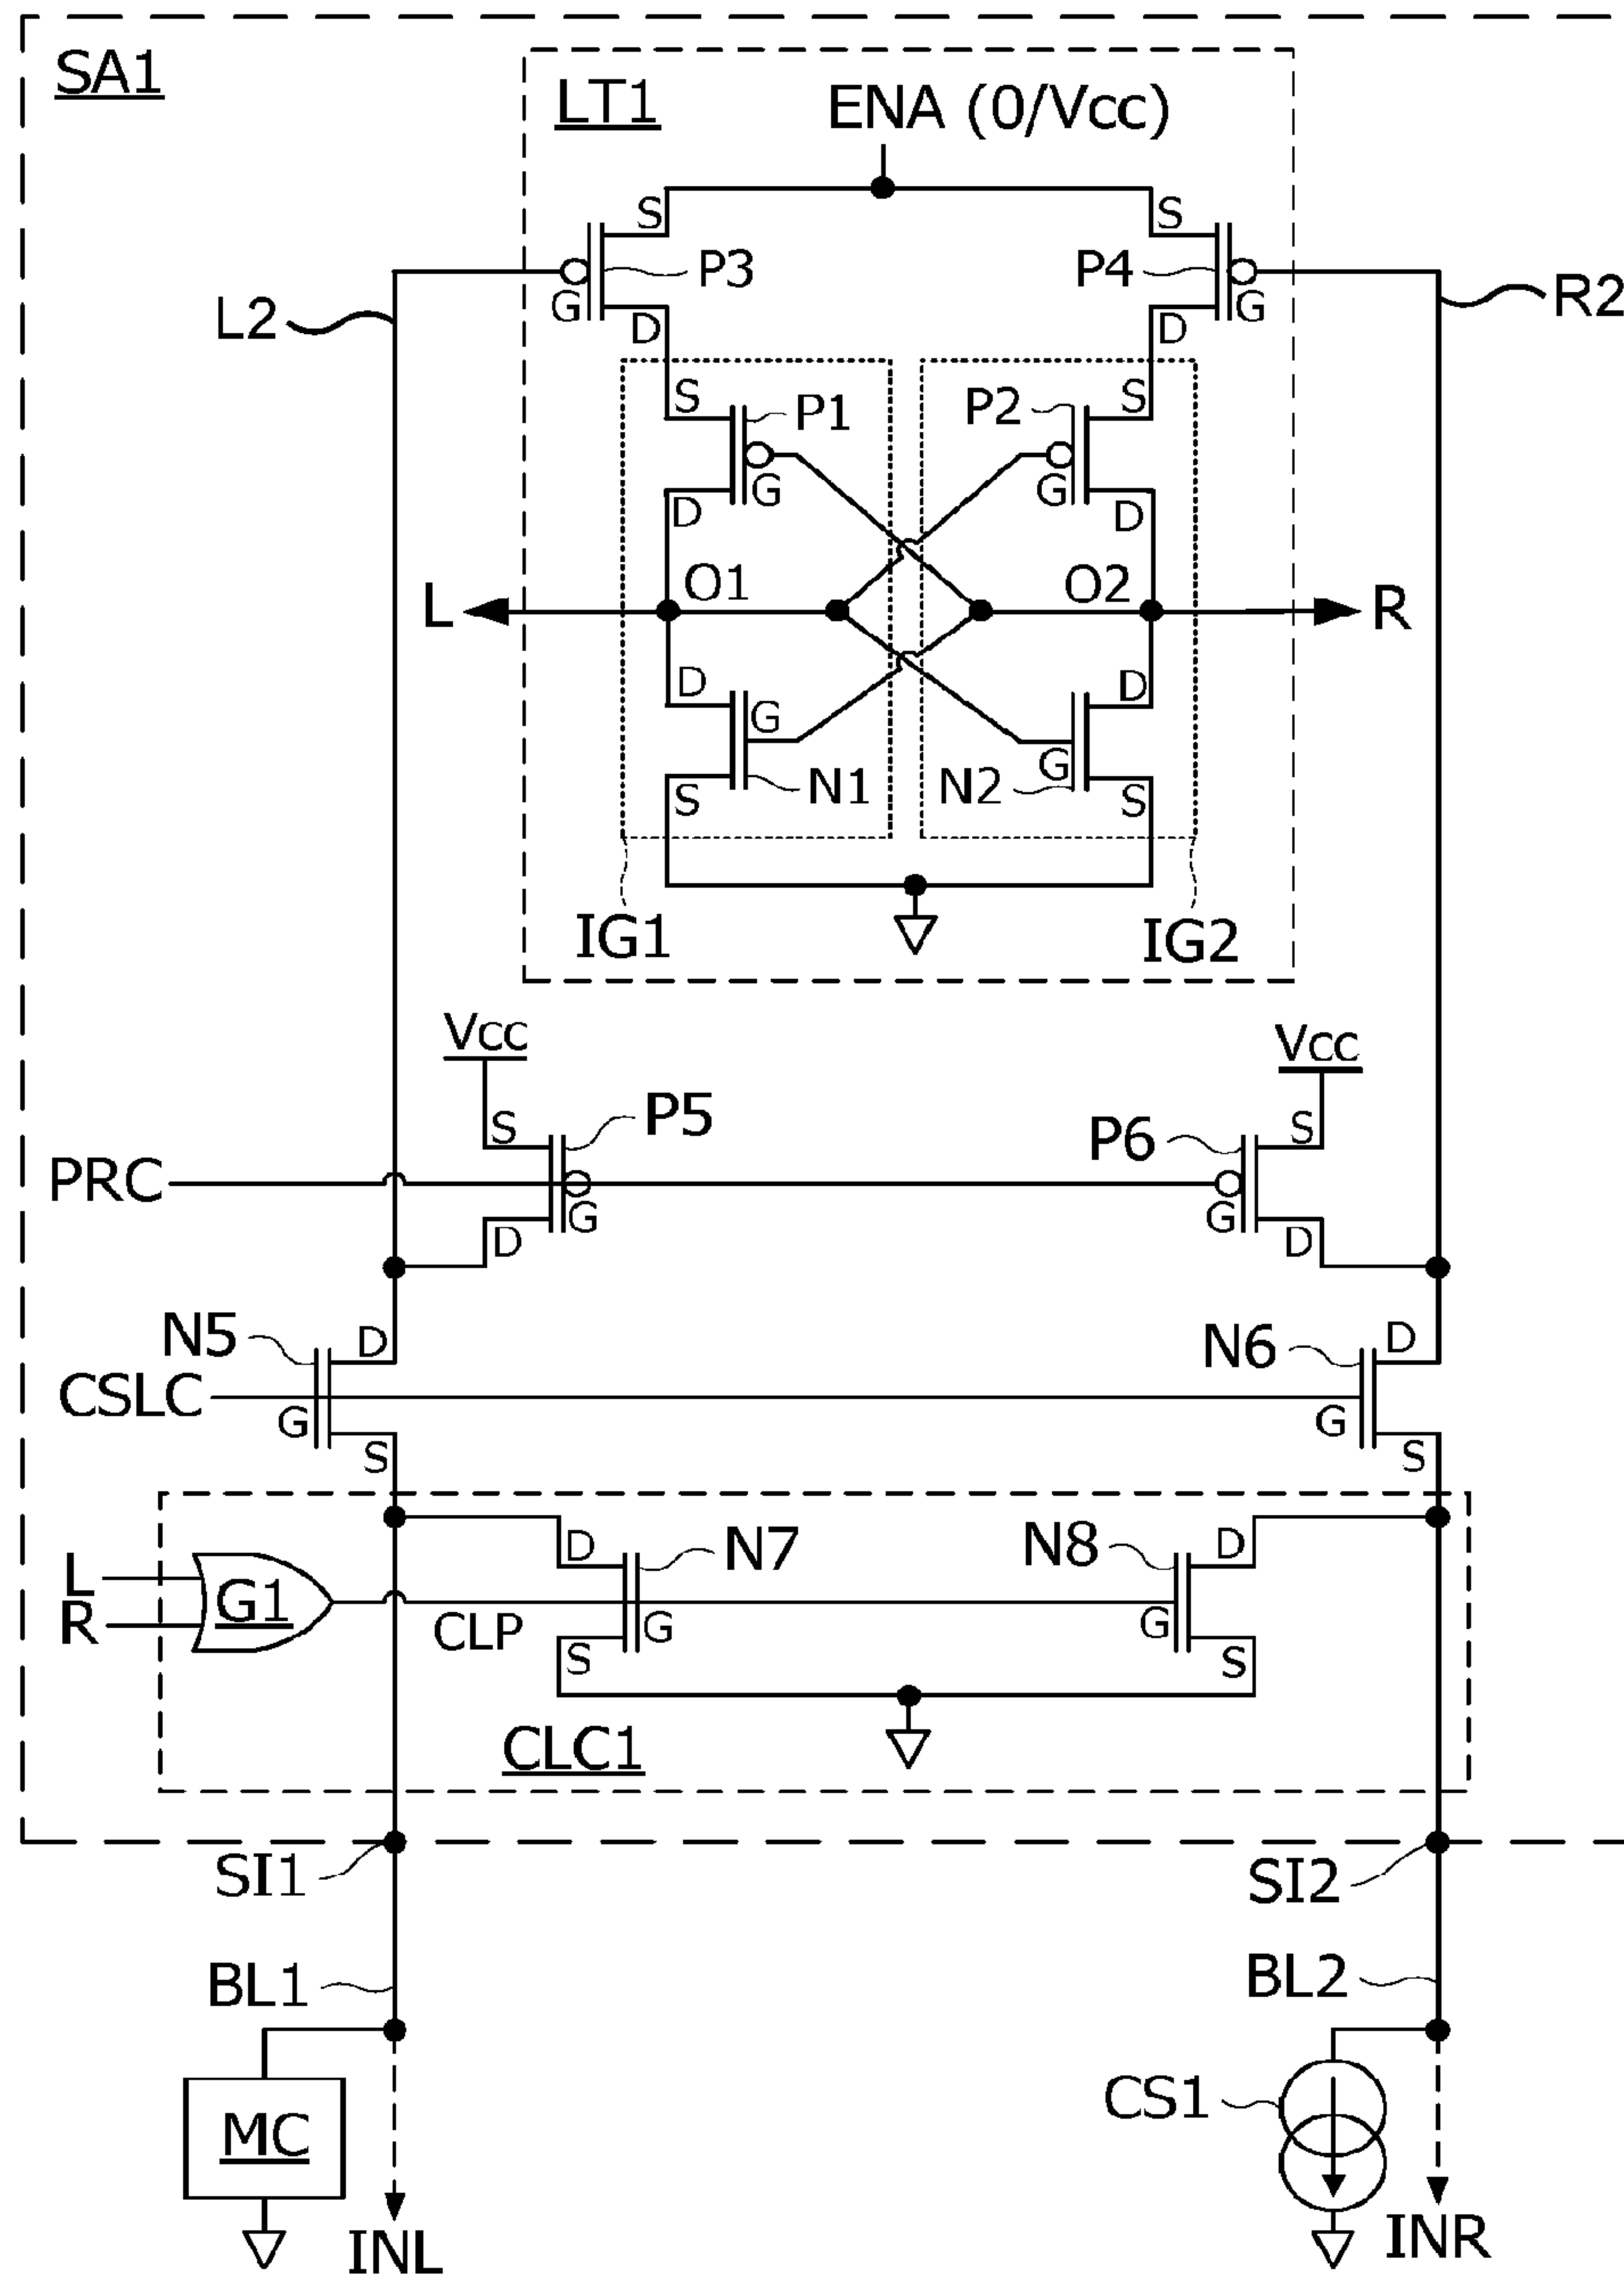 SA1
LT1
ENA (0/Vcc)
S
S
P3
P4
G
G
D
D
L2
R2
S
S
P1
P2
G
G
D
D
O1
O2
L
R
D
D
G
G
N1
N2
S
S
IG1
IG2
Vcc
Vcc
S
P5
P6
S
PRC
G
G
D
D
N5
D
N6
D
CSLC
G
G
S
S
L
R
G1
D
N7
N8
D
CLP
G
G
S
S
CLC1
SI1
SI2
BL1
BL2
MC
CS1
INL
INR